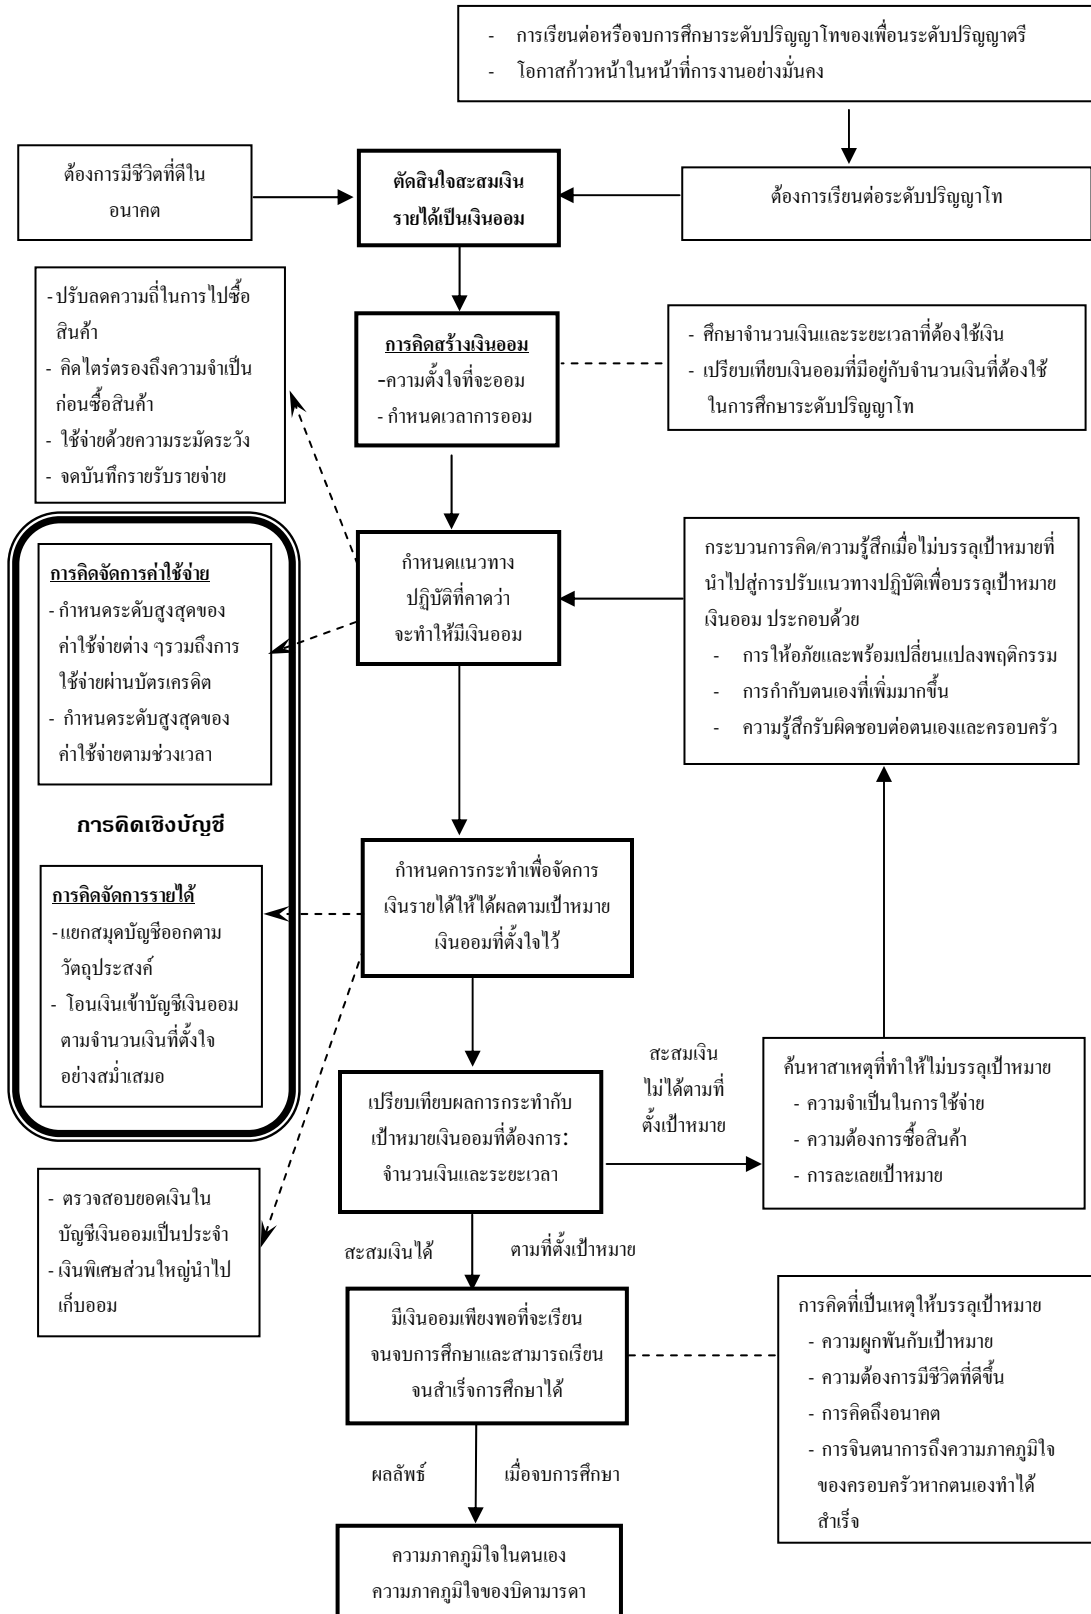 - การเรียนต่อหรือจบการศึกษาระดับปริญญาโทของเพื่อนระดับปริญญาตรี
- โอกาสก้าวหน้าในหน้าที่การงานอย่างมั่นคง
ต้องการมีชีวิตที่ดีใน
อนาคต
ตัดสินใจสะสมเงิน
รายได้เป็นเงินออม
ต้องการเรียนต่อระดับปริญญาโท
- ปรับลดความถี่ในการไปซื้อ
สินค้า
- คิดไตร่ตรองถึงความจำเป็น
ก่อนซื้อสินค้า
- ใช้จ่ายด้วยความระมัดระวัง
- จดบันทึกรายรับรายจ่าย
การคิดสร้างเงินออม
-ความตั้งใจที่จะออม
- กำหนดเวลาการออม
- ศึกษาจำนวนเงินและระยะเวลาที่ต้องใช้เงิน
- เปรียบเทียบเงินออมที่มีอยู่กับจำนวนเงินที่ต้องใช้
ในการศึกษาระดับปริญญาโท
การคิดจัดการค่าใช้จ่าย
- กำหนดระดับสูงสุดของ
ค่าใช้จ่ายต่าง ๆรวมถึงการ
ใช้จ่ายผ่านบัตรเครดิต
- กำหนดระดับสูงสุดของ
ค่าใช้จ่ายตามช่วงเวลา
กำหนดแนวทาง
ปฏิบัติที่คาดว่า
จะทำให้มีเงินออม
กระบวนการคิด/ความรู้สึกเมื่อไม่บรรลุเป้าหมายที่
นำไปสู่การปรับแนวทางปฏิบัติเพื่อบรรลุเป้าหมาย
เงินออม ประกอบด้วย
- การให้อภัยและพร้อมเปลี่ยนแปลงพฤติกรรม
- การกำกับตนเองที่เพิ่มมากขึ้น
- ความรู้สึกรับผิดชอบต่อตนเองและครอบครัว
การคิดเชิงบัญชี
การคิดจัดการรายได้
- แยกสมุดบัญชีออกตาม
วัตถุประสงค์
- โอนเงินเข้าบัญชีเงินออม
ตามจำนวนเงินที่ตั้งใจ
อย่างสม่ำเสมอ
กำหนดการกระทำเพื่อจัดการ
เงินรายได้ให้ได้ผลตามเป้าหมาย
เงินออมที่ตั้งใจไว้
เปรียบเทียบผลการกระทำกับ
เป้าหมายเงินออมที่ต้องการ:
จำนวนเงินและระยะเวลา
สะสมเงิน
ไม่ได้ตามที่
ตั้งเป้าหมาย
ค้นหาสาเหตุที่ทำให้ไม่บรรลุเป้าหมาย
- ความจำเป็นในการใช้จ่าย
- ความต้องการซื้อสินค้า
- การละเลยเป้าหมาย
- ตรวจสอบยอดเงินใน
บัญชีเงินออมเป็นประจำ
- เงินพิเศษส่วนใหญ่นำไป
เก็บออม
สะสมเงินได้ ตามที่ตั้งเป้าหมาย
มีเงินออมเพียงพอที่จะเรียน
จนจบการศึกษาและสามารถเรียน
จนสำเร็จการศึกษาได้
การคิดที่เป็นเหตุให้บรรลุเป้าหมาย
- ความผูกพันกับเป้าหมาย
- ความต้องการมีชีวิตที่ดีขึ้น
- การคิดถึงอนาคต
- การจินตนาการถึงความภาคภูมิใจ
ของครอบครัวหากตนเองทำได้
สำเร็จ
ผลลัพธ์ เมื่อจบการศึกษา
ความภาคภูมิใจในตนเอง
ความภาคภูมิใจของบิดามารดา